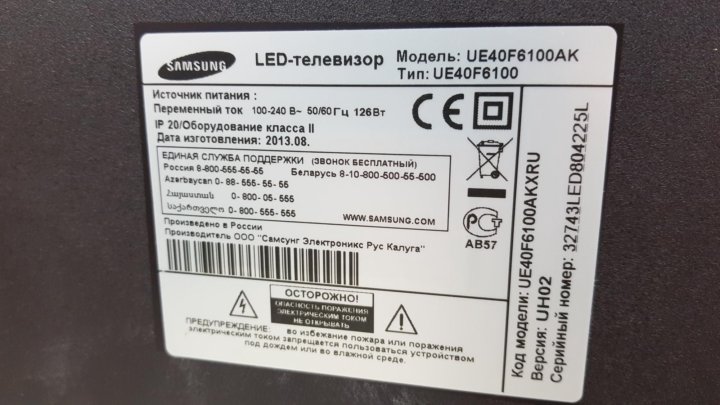 SAMSUNG
LED-телевизор
Модель: UE40F6100AK
Тип: UE40F6100
Источник питания :
Переменный ток 100-240 В~ 50/60 Гц 126Вт
IP 20/Оборудование класса II
Дата изготовления: 2013.08.
CE
ЕДИНАЯ СЛУЖБА ПОДДЕРЖКИ (ЗВОНОК БЕСПЛАТНЫЙ)
Россия 8-800-555-55-55 Беларусь 8-10-800-500-55-500
Azərbaycan 0- 88- 555- 55- 55
Հայաստան 0- 800- 05- 555
საქართველო 0- 800- 555- 555
WWW.SAMSUNG.COM
АВ57
Произведено в России
Производитель ООО "Самсунг Электроникс Рус Калуга"
ОСТОРОЖНО!
ОПАСНОСТЬ ПОРАЖЕНИЯ
ЭЛЕКТРИЧЕСКИМ ТОКОМ
НЕ ОТКРЫВАТЬ
ПРЕДУПРЕЖДЕНИЕ: во избежание пожара или поражения
электрическим током запрещается пользоваться устройством
под дождем или во влажной среде.
Код модели: UE40F6100AKXRU
Версия: UH02
Серийный номер: 32743LED804225L